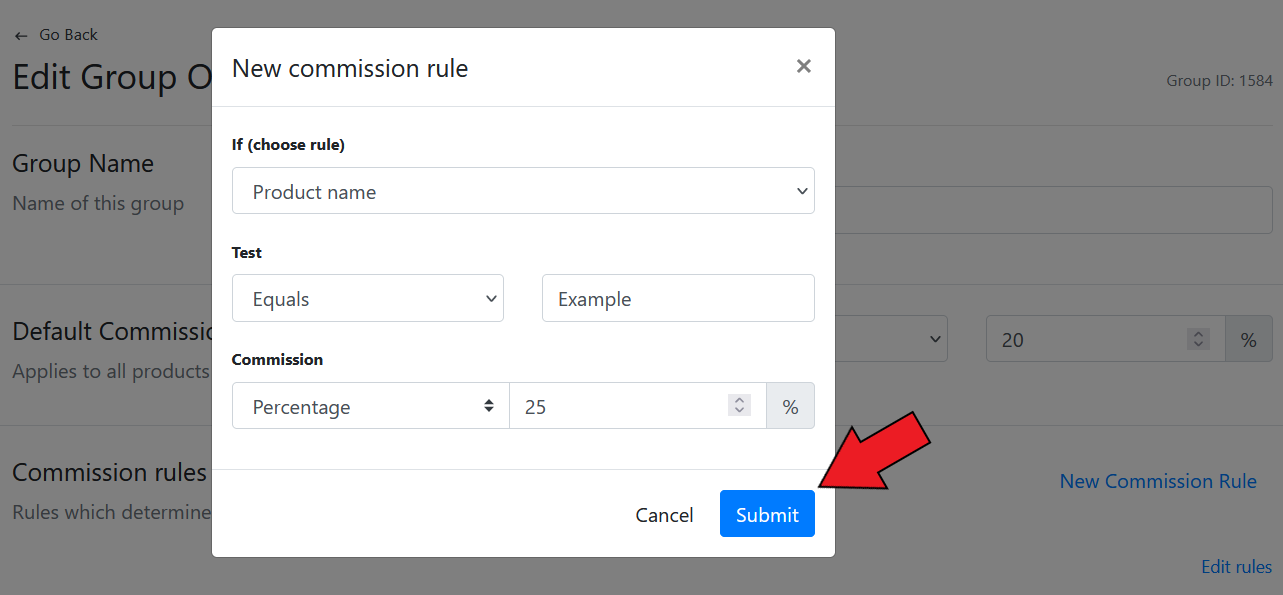 ← Go Back
Edit Group O
Group ID: 1584
Group Name
Name of this group
Default Commissio
Applies to all products
20 %
Commission rules
Rules which determine
New Commission Rule
Edit rules
New commission rule ×
If (choose rule)
Product name
Test
Equals Example
Commission
Percentage 25 %
Cancel Submit